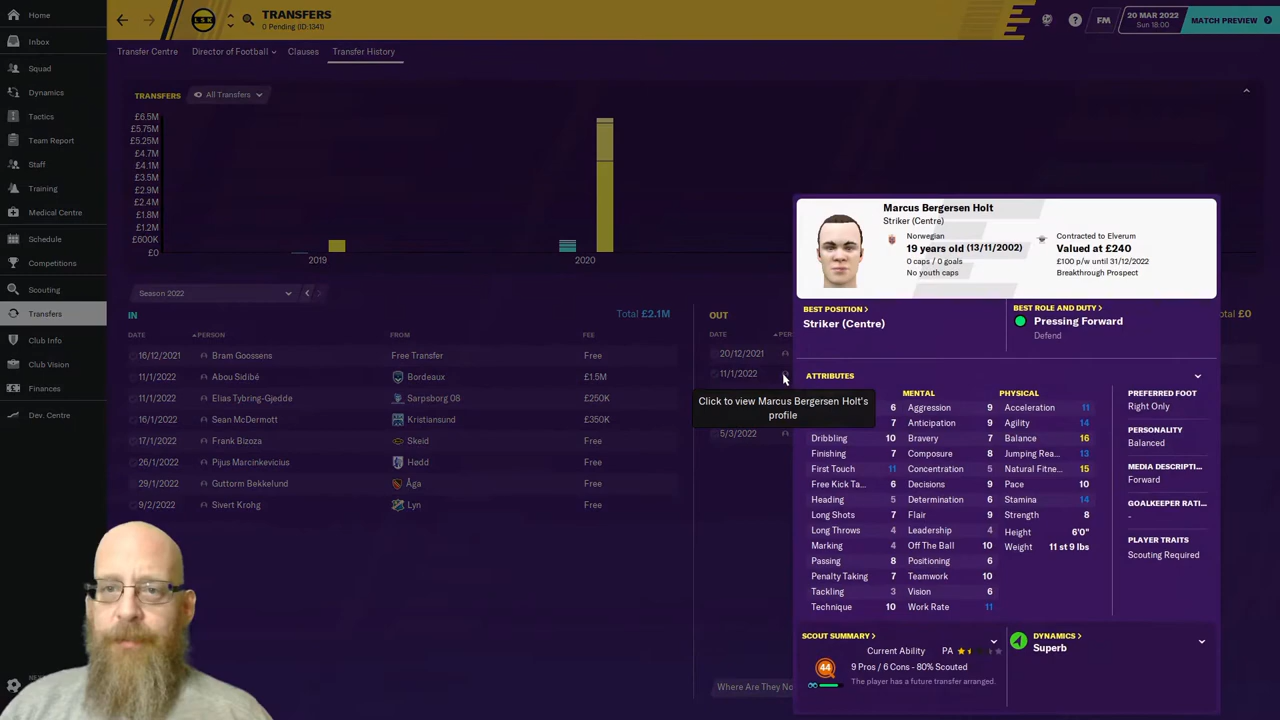 Home
Inbox
Squad
Dynamics
Tactics
Team Report
Staff
Training
Medical Centre
Schedule
Competitions
Scouting
Transfers
Club Info
Club Vision
Finances
Dev. Centre
LSK
TRANSFERS
0 Pending (ID:1341)
FM
20 MAR 2022
Sun 18:00
MATCH PREVIEW
Transfer Centre
Director of Football
Clauses
Transfer History
TRANSFERS
All Transfers
£6.5M
£5.75M
£5.25M
£4.7M
£4.1M
£3.5M
£2.9M
£2.4M
£1.8M
£1.2M
£600K
£0
2019
2020
Season 2022
IN
Total £2.1M
DATE PERSON FROM FEE
16/12/2021 Bram Goossens Free Transfer Free
11/1/2022 Abou Sidibé Bordeaux £1.5M
11/1/2022 Elias Tybring-Gjedde Sarpsborg 08 £250K
16/1/2022 Sean McDermott Kristiansund £350K
17/1/2022 Frank Bizoza Skeid Free
26/1/2022 Pijus Marcinkevicius Hødd Free
29/1/2022 Guttorm Bekkelund Åga Free
9/2/2022 Sivert Krohg Lyn Free
OUT
£0
DATE PER
20/12/2021
11/1/2022
5/3/2022
Click to view Marcus Bergersen Holt's
profile
Where Are They No
Marcus Bergersen Holt
Striker (Centre)
Norwegian
19 years old (13/11/2002)
0 caps / 0 goals
No youth caps
Contracted to Elverum
Valued at £240
£100 p/w until 31/12/2022
Breakthrough Prospect
BEST POSITION
Striker (Centre)
BEST ROLE AND DUTY
Pressing Forward
Defend
ATTRIBUTES
MENTAL PHYSICAL
6 Aggression 9 Acceleration 11
7 Anticipation 9 Agility 14
Dribbling 10 Bravery 7 Balance 16
Finishing 7 Composure 8 Jumping Rea... 13
First Touch 11 Concentration 5 Natural Fitne... 15
Free Kick Ta... 6 Decisions 9 Pace 10
Heading 5 Determination 6 Stamina 14
Long Shots 7 Flair 9 Strength 8
Long Throws 4 Leadership 4 Height 6'0"
Marking 4 Off The Ball 10 Weight 11 st 9 lbs
Passing 8 Positioning 6
Penalty Taking 7 Teamwork 10
Tackling 3 Vision 6
Technique 10 Work Rate 11
PREFERRED FOOT
Right Only
PERSONALITY
Balanced
MEDIA DESCRIPTI...
Forward
GOALKEEPER RATI...
-
PLAYER TRAITS
Scouting Required
SCOUT SUMMARY
Current Ability PA
44
9 Pros / 6 Cons - 80% Scouted
The player has a future transfer arranged.
DYNAMICS
Superb